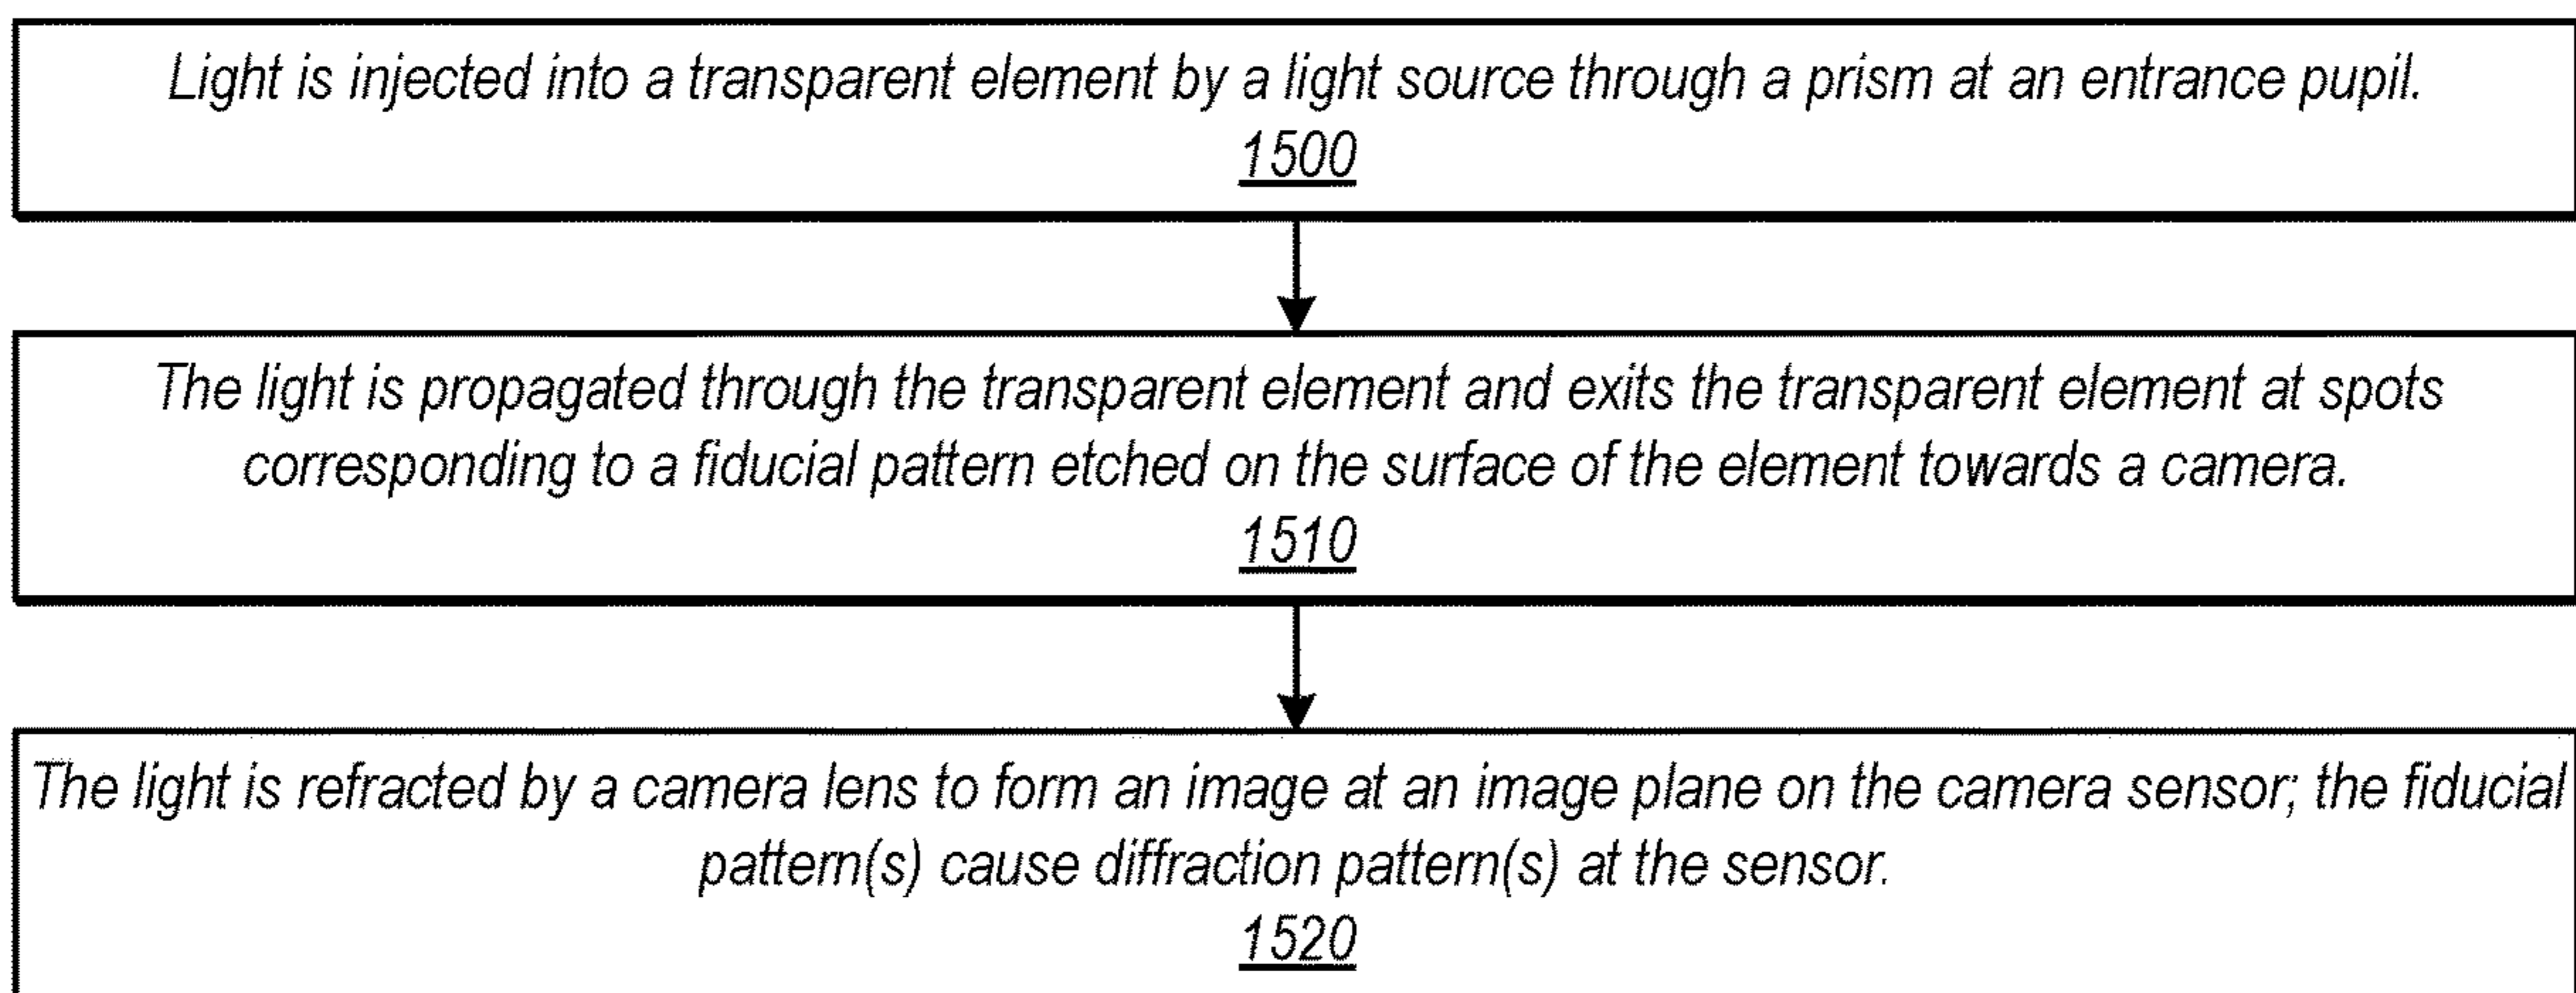 Light is injected into a transparent element by a light source through a prism at an entrance pupil.
1500
The light is propagated through the transparent element and exits the transparent element at spots
corresponding to a fiducial pattern etched on the surface of the element towards a camera.
1510
The light is refracted by a camera lens to form an image at an image plane on the camera sensor; the fiducial
pattern(s) cause diffraction pattern(s) at the sensor.
1520